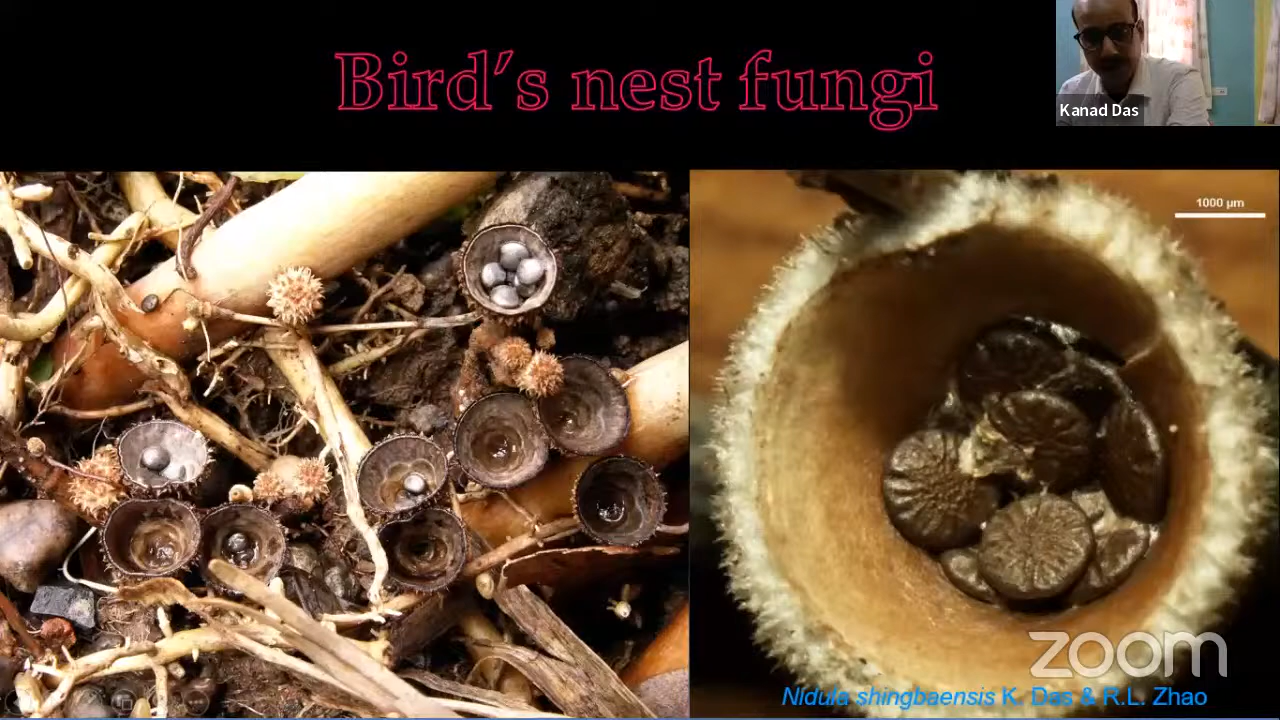 Bird's nest fungi
Kanad Das
1000 µm
zoom
Nidula shingbaensis K. Das & R.L. Zhao